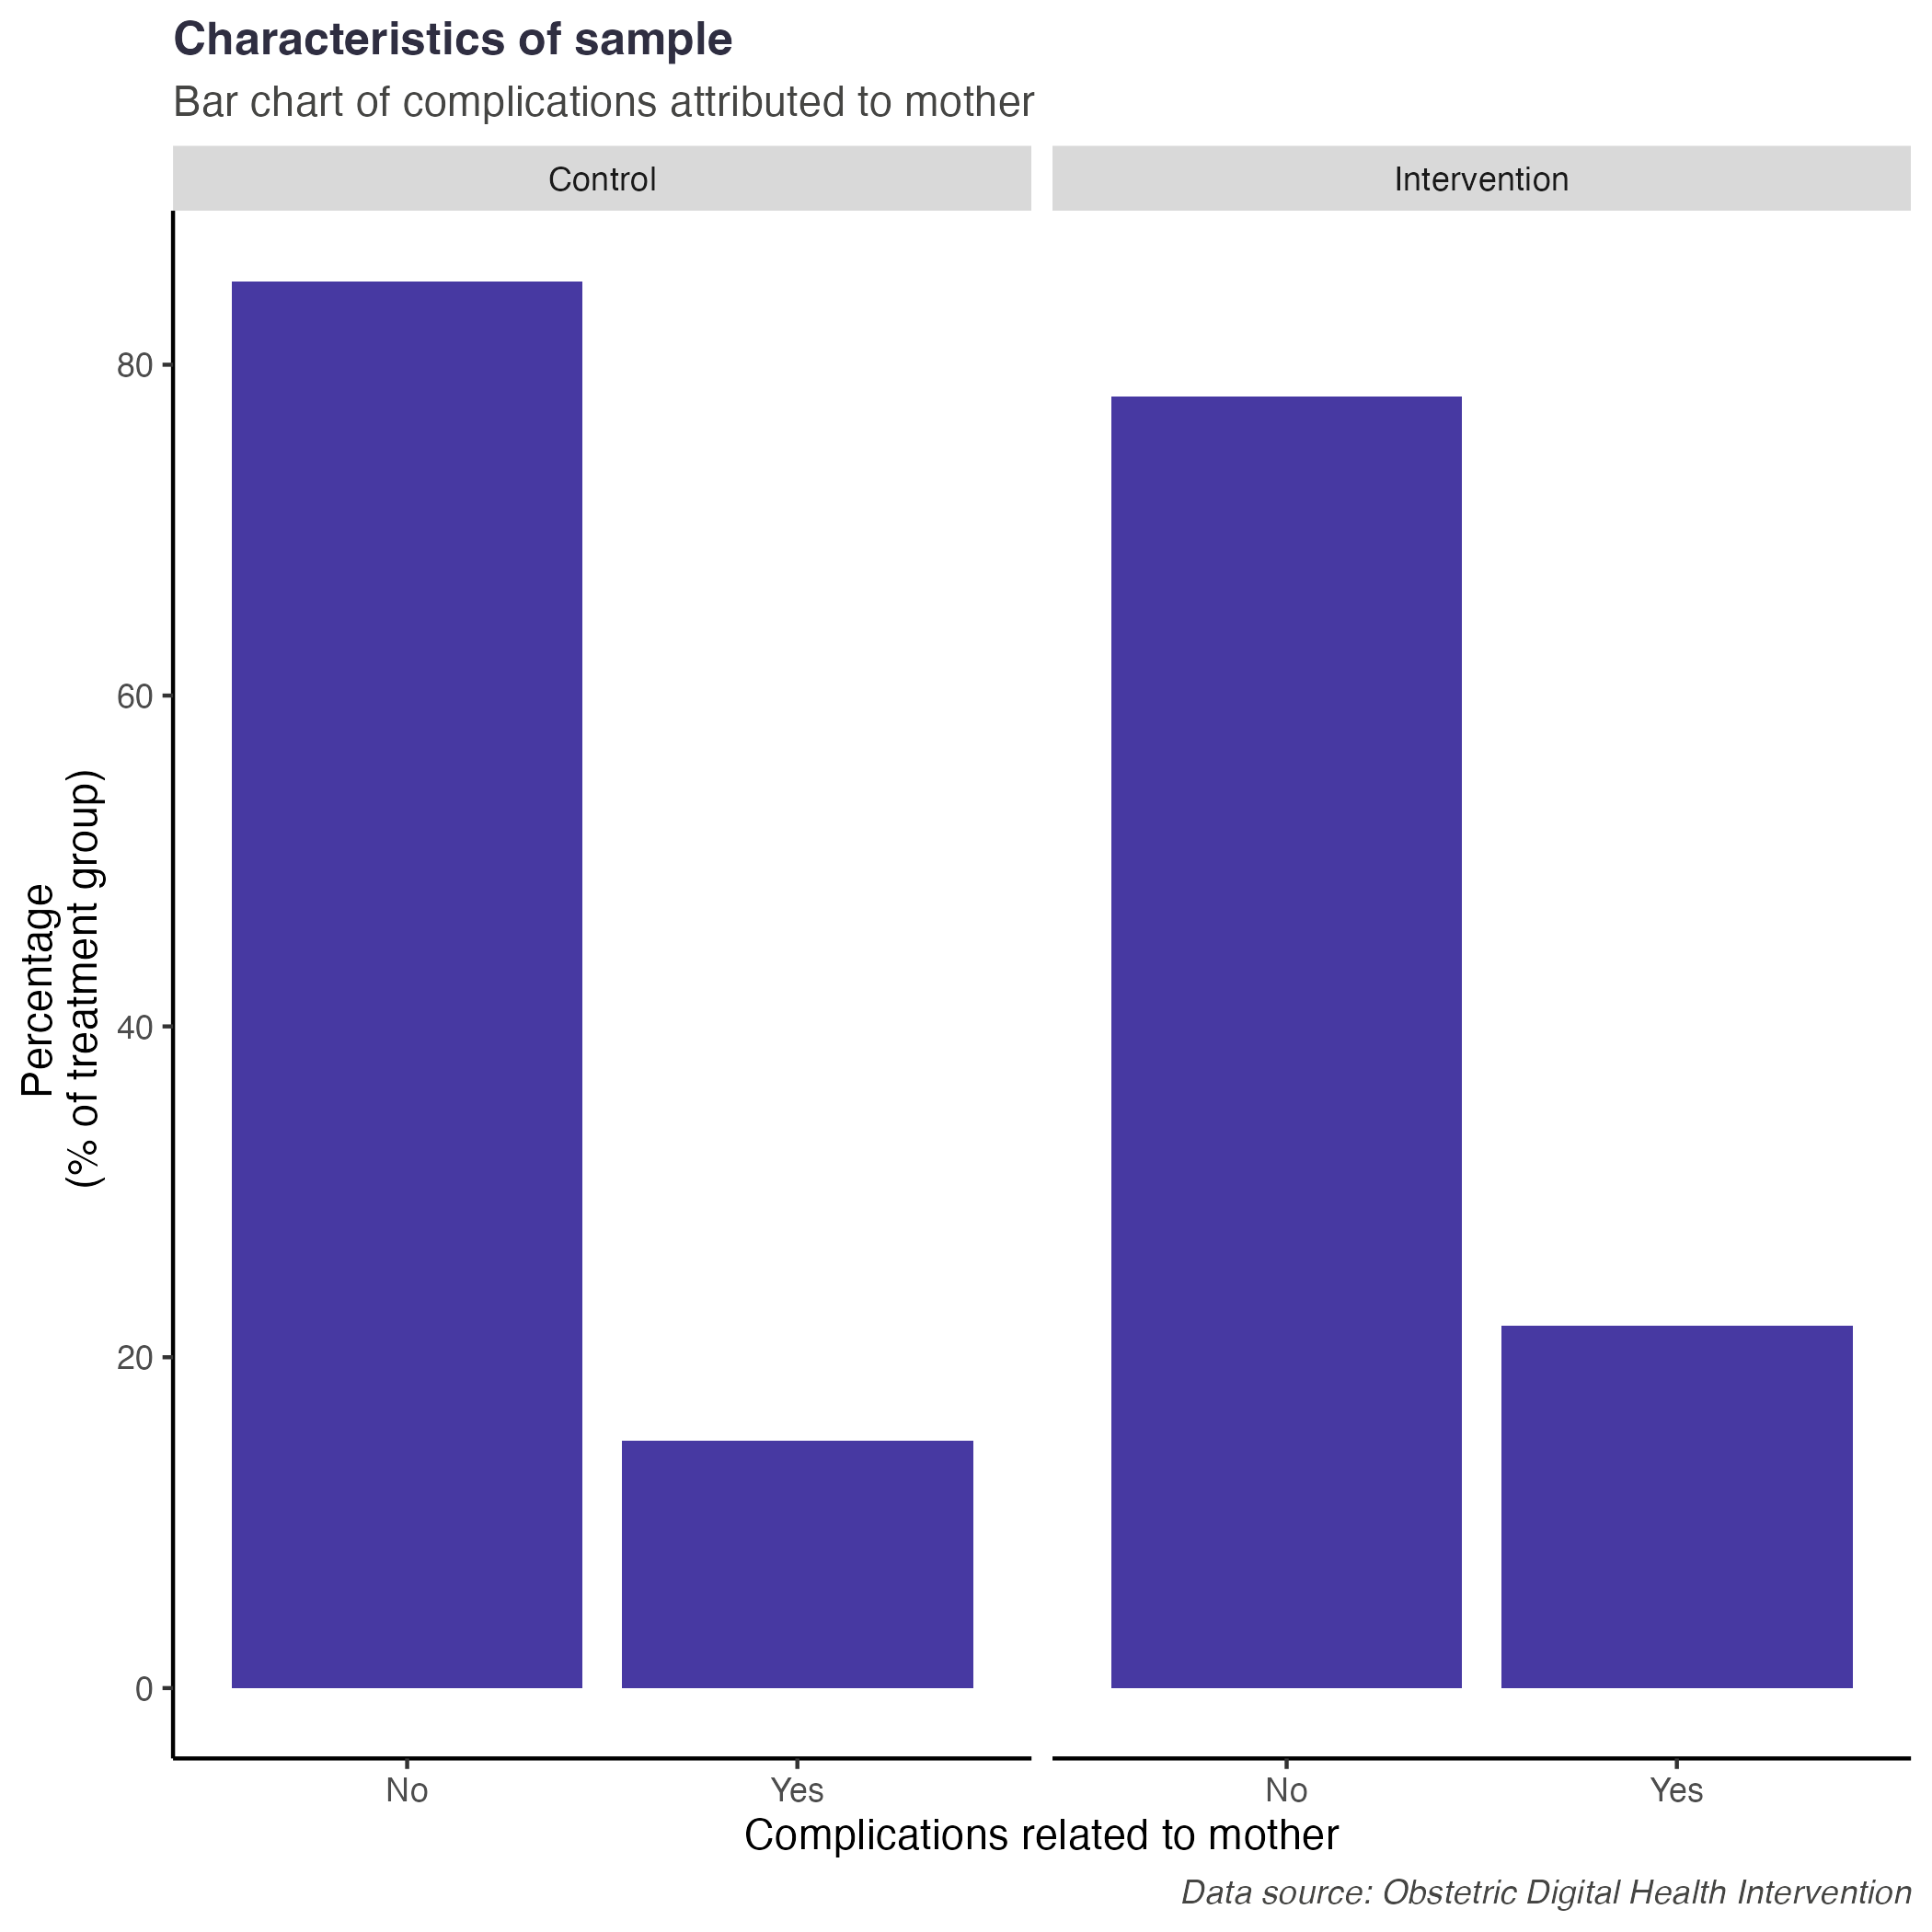 Characteristics of sample
Bar chart of complications attributed to mother
Control
Intervention
Percentage
(% of treatment group)
80
60
40
20
0
No
Yes
No
Yes
Complications related to mother
Data source: Obstetric Digital Health Intervention